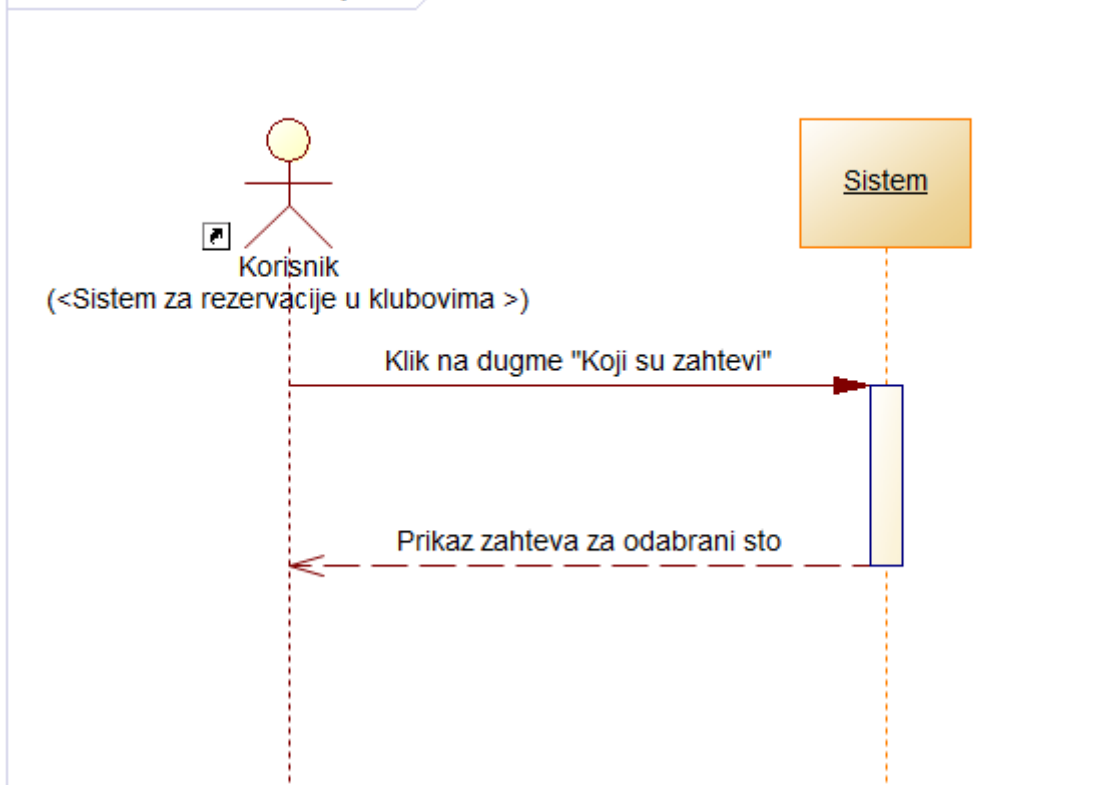 Sistem
Korisnik
(<Sistem za rezervacije u klubovima >)
Klik na dugme "Koji su zahtevi"
Prikaz zahteva za odabrani sto